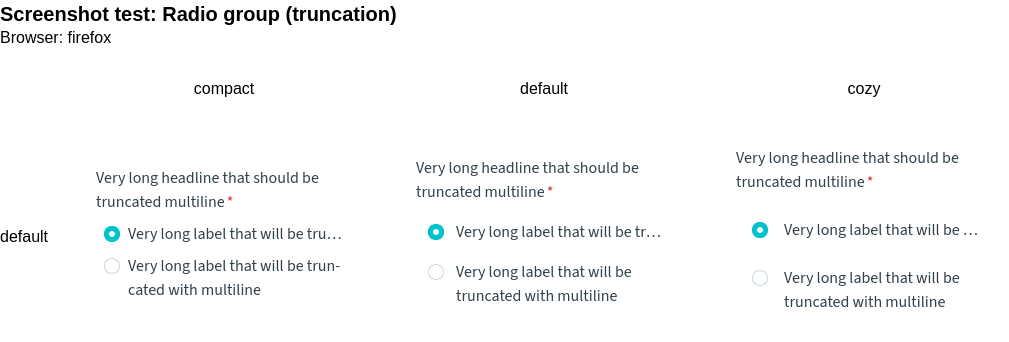 Screenshot test: Radio group (truncation)
Browser: firefox
compact
default
cozy
default
Very long headline that should be
truncated multiline *
Very long label that will be tru…
Very long label that will be trun-
cated with multiline
Very long headline that should be
truncated multiline *
Very long label that will be tr…
Very long label that will be
truncated with multiline
Very long headline that should be
truncated multiline *
Very long label that will be …
Very long label that will be
truncated with multiline